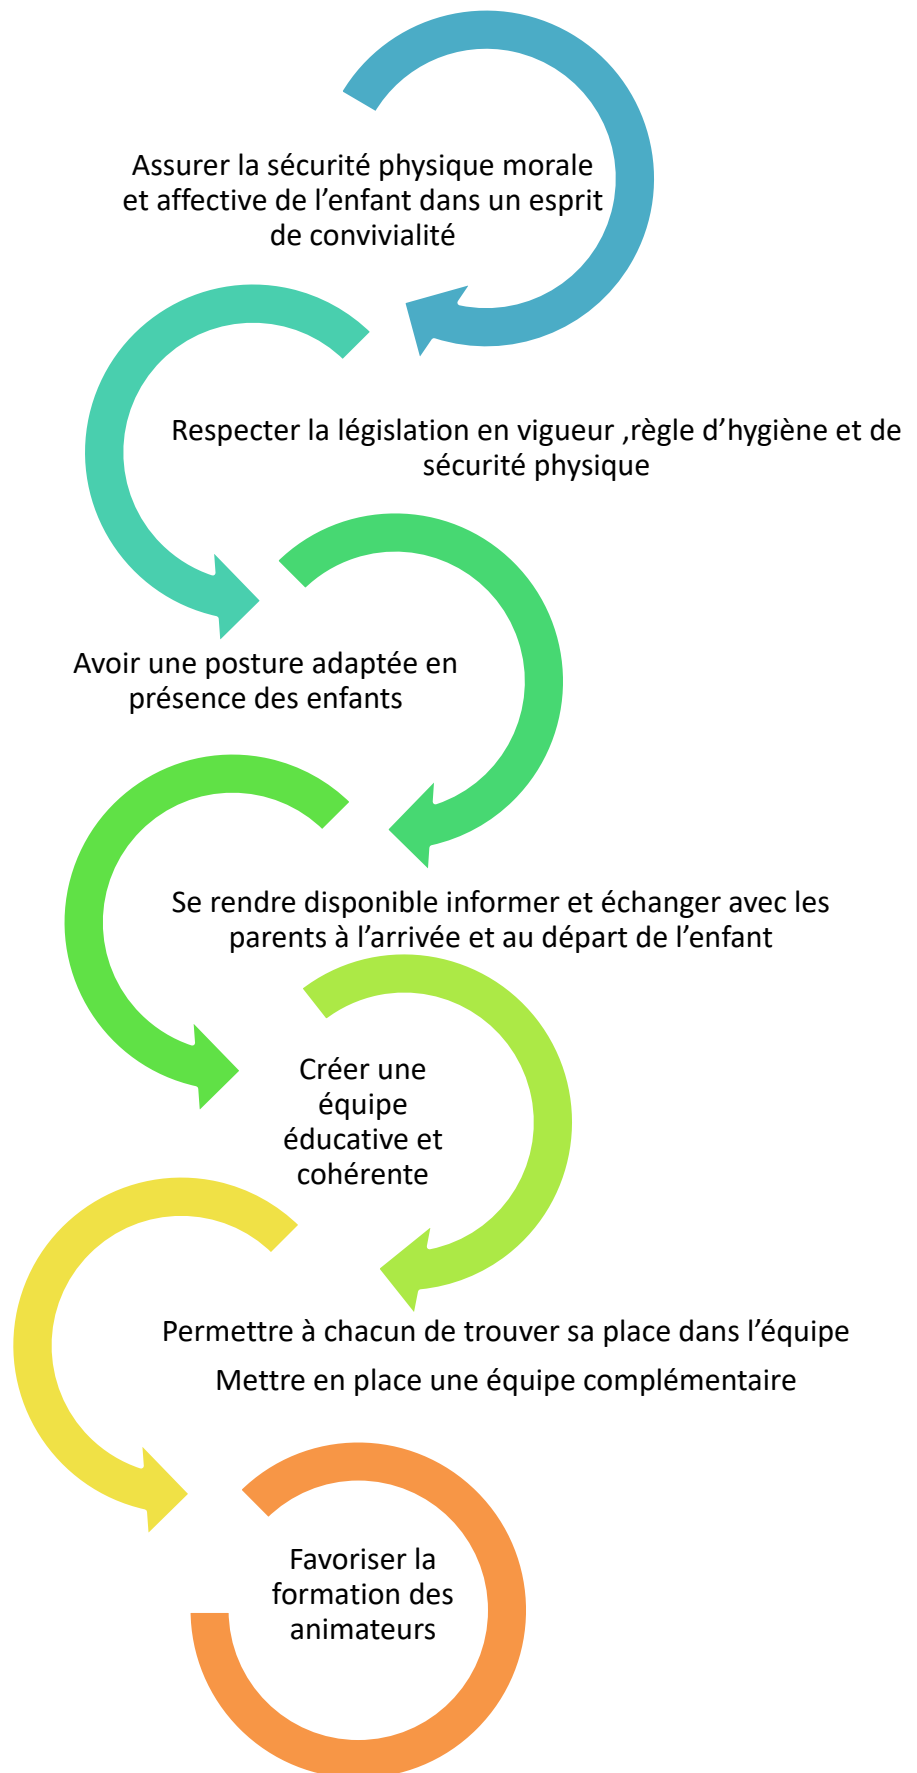 Assurer la sécurité physique morale
et affective de l’enfant dans un esprit
de convivialité
Respecter la législation en vigueur ,règle d’hygiène et de
sécurité physique
Avoir une posture adaptée en
présence des enfants
Se rendre disponible informer et échanger avec les
parents à l’arrivée et au départ de l’enfant
Créer une
équipe
éducative et
cohérente
Permettre à chacun de trouver sa place dans l’équipe
Mettre en place une équipe complémentaire
Favoriser la
formation des
animateurs